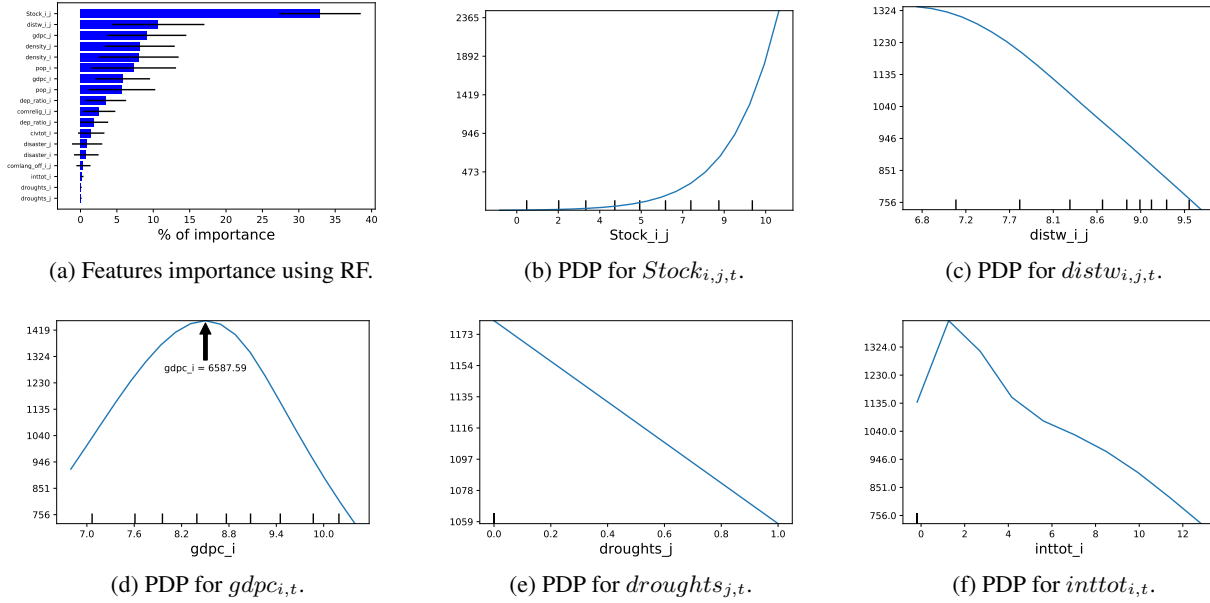 Stock_i_j
distw_i_j
gdpc_j
density_j
density_i
pop_i
gdpc_i
pop_j
dep_ratio_i
comrelig_i_j
dep_ratio_j
civtot_i
disaster_j
disaster_i
comlang_off_i_j
inttot_i
droughts_i
droughts_j
0 5 10 15 20 25 30 35 40
% of importance
(a) Features importance using RF.
2365
1892
1419
946
473
0 2 3 5 6 7 9 10
Stock_i_j
(b) PDP for Stock_{i,j,t}.
1324
1230
1135
1040
946
851
756
6.8 7.2 7.7 8.1 8.6 9.0 9.5
distw_i_j
(c) PDP for distw_{i,j,t}.
1419
1324
1230
1135
1040
946
851
756
gdpc_i = 6587.59
7.0 7.6 8.2 8.8 9.4 10.0
gdpc_i
(d) PDP for gdpc_{i,t}.
1173
1154
1135
1116
1097
1078
1059
0.0 0.2 0.4 0.6 0.8 1.0
droughts_j
(e) PDP for droughts_{j,t}.
1324.0
1230.0
1135.0
1040.0
946.0
851.0
756.0
0 2 4 6 8 10 12
inttot_i
(f) PDP for inttot_{i,t}.